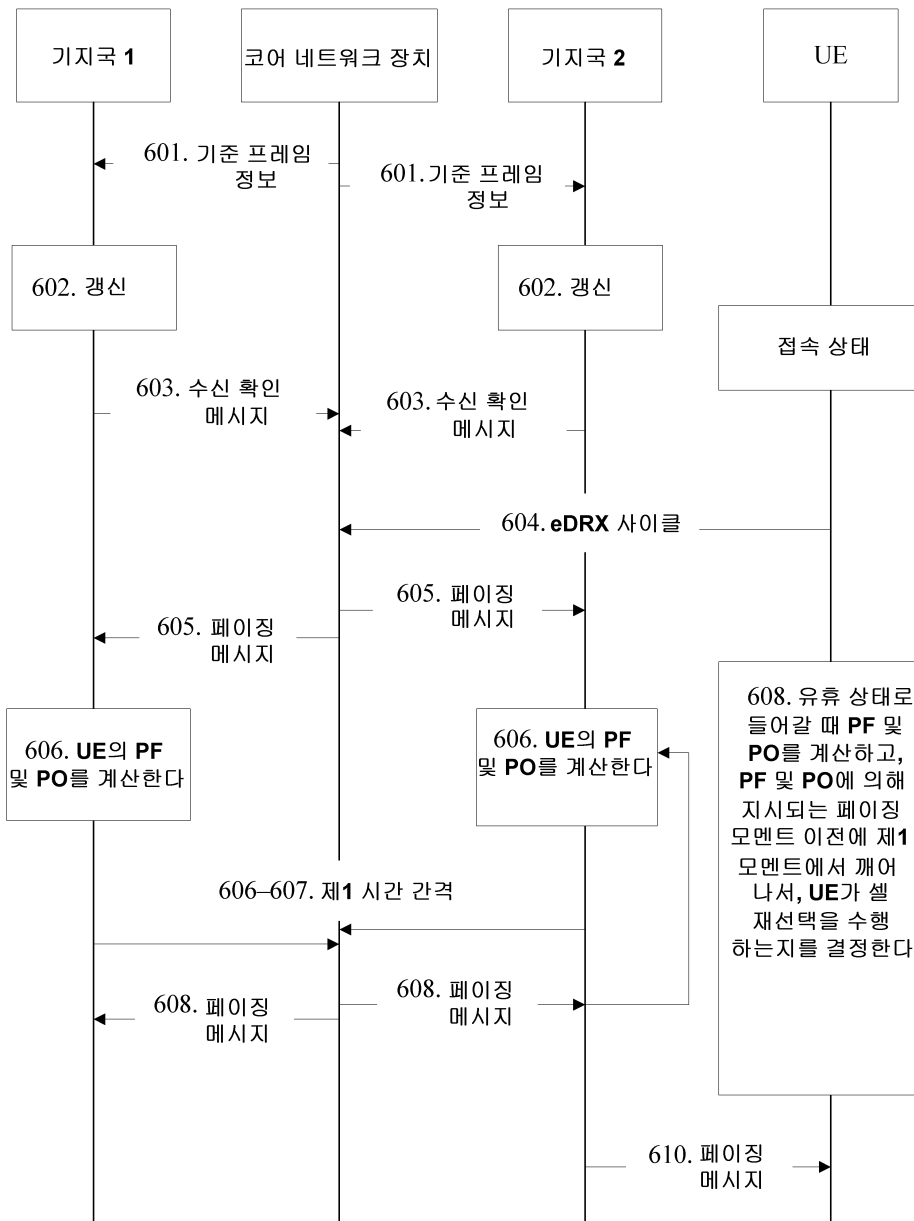 기지국 1
코어 네트워크 장치
기지국 2
UE
601. 기준 프레임
정보
601. 기준 프레임
정보
602. 갱신
602. 갱신
접속 상태
603. 수신 확인
메시지
603. 수신 확인
메시지
604. eDRX 사이클
605. 페이징
메시지
605. 페이징
메시지
606. UE의 PF
및 PO를 계산한다
606. UE의 PF
및 PO를 계산한다
608. 유휴 상태로
들어갈 때 PF 및
PO를 계산하고,
PF 및 PO에 의해
지시되는 페이징
모멘트 이전에 제1
모멘트에서 깨어
나서, UE가 셀
재선택을 수행
하는지를 결정한다
606–607. 제1 시간 간격
608. 페이징
메시지
608. 페이징
메시지
610. 페이징
메시지